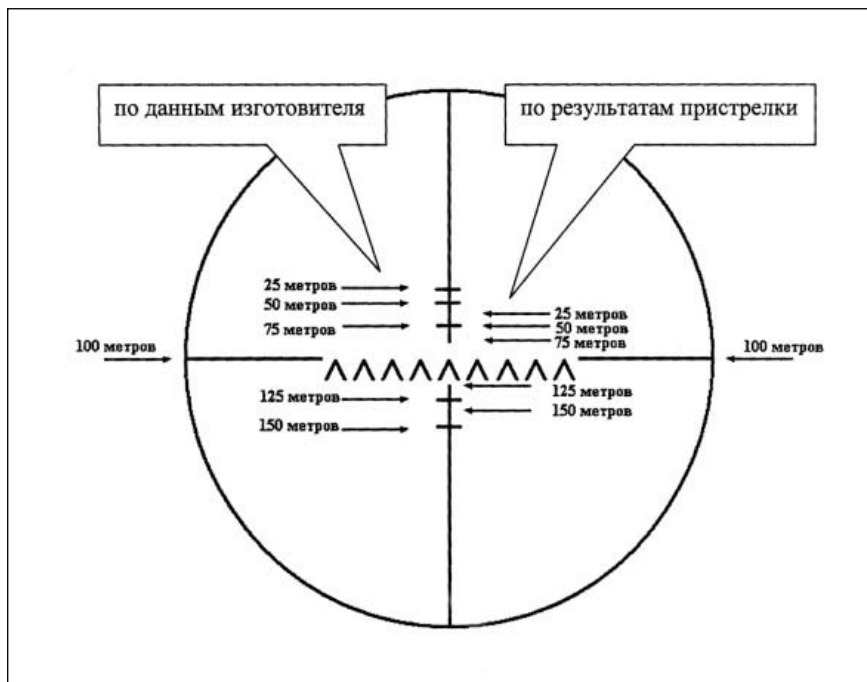 по данным изготовителя
по результатам пристрелки
25 метров
50 метров
75 метров
25 метров
50 метров
75 метров
100 метров
100 метров
125 метров
150 метров
125 метров
150 метров